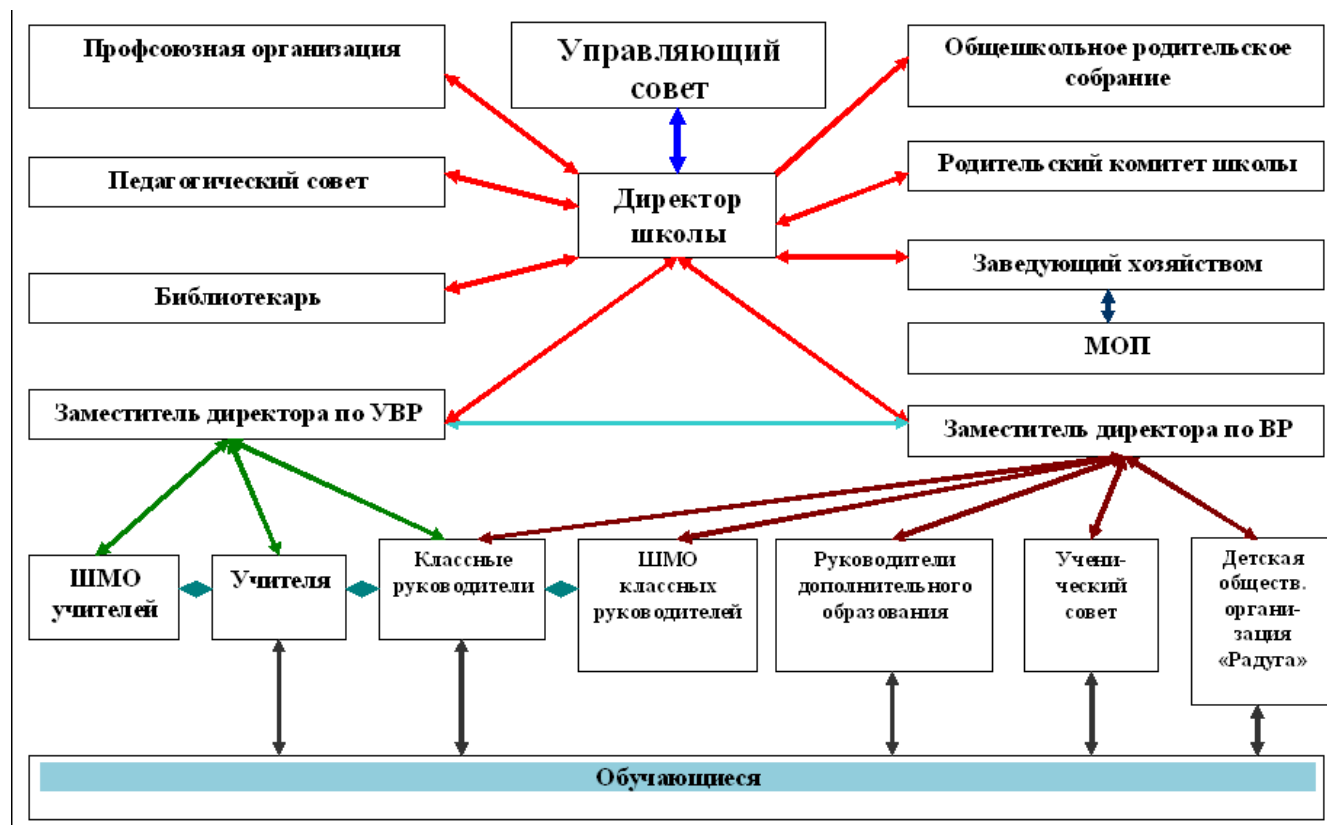 Профсоюзная организация
Управляющий
совет
Общешкольное родительское
собрание
Педагогический совет
Директор
школы
Родительский комитет школы
Библиотекарь
Заведующий хозяйством
МОП
Заместитель директора по УВР
Заместитель директора по ВР
ШМО
учителей
Учителя
Классные
руководители
ШМО
классных
руководителей
Руководители
дополнительного
образования
Учени-
ческий
совет
Детская
обществ.
органи-
зация
«Радуга»
Обучающиеся